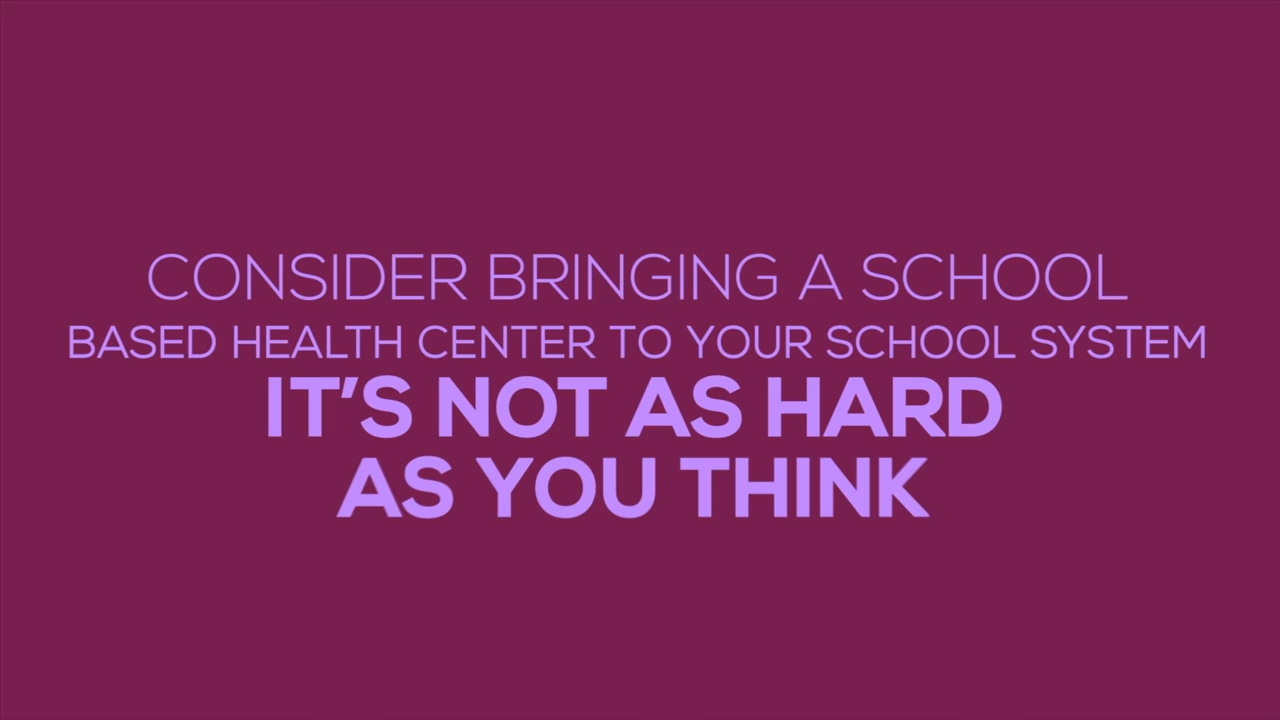 CONSIDER BRINGING A SCHOOL
BASED HEALTH CENTER TO YOUR SCHOOL SYSTEM
IT'S NOT AS HARD
AS YOU THINK